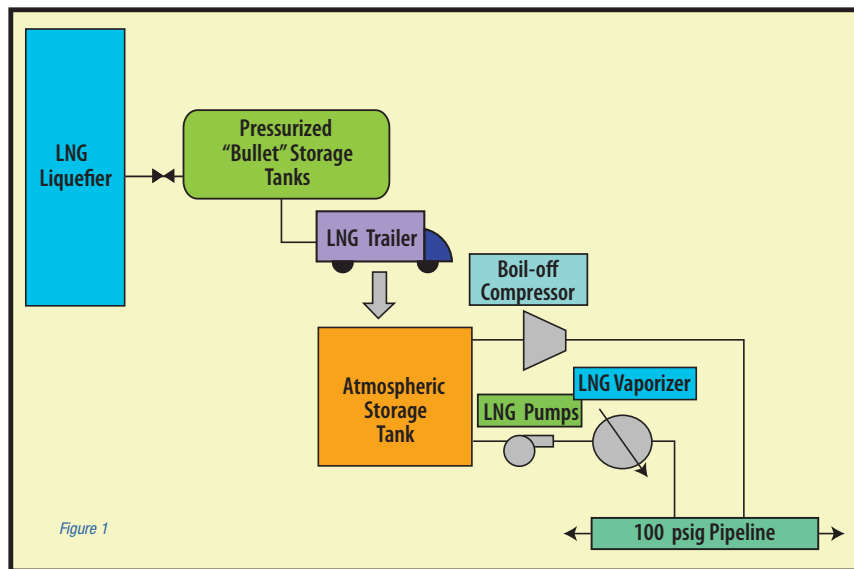 LNG
Liquefier
Pressurized
“Bullet” Storage
Tanks
LNG Trailer
Boil-off
Compressor
Atmospheric
Storage
Tank
LNG Pumps
LNG Vaporizer
100 psig Pipeline
Figure 1